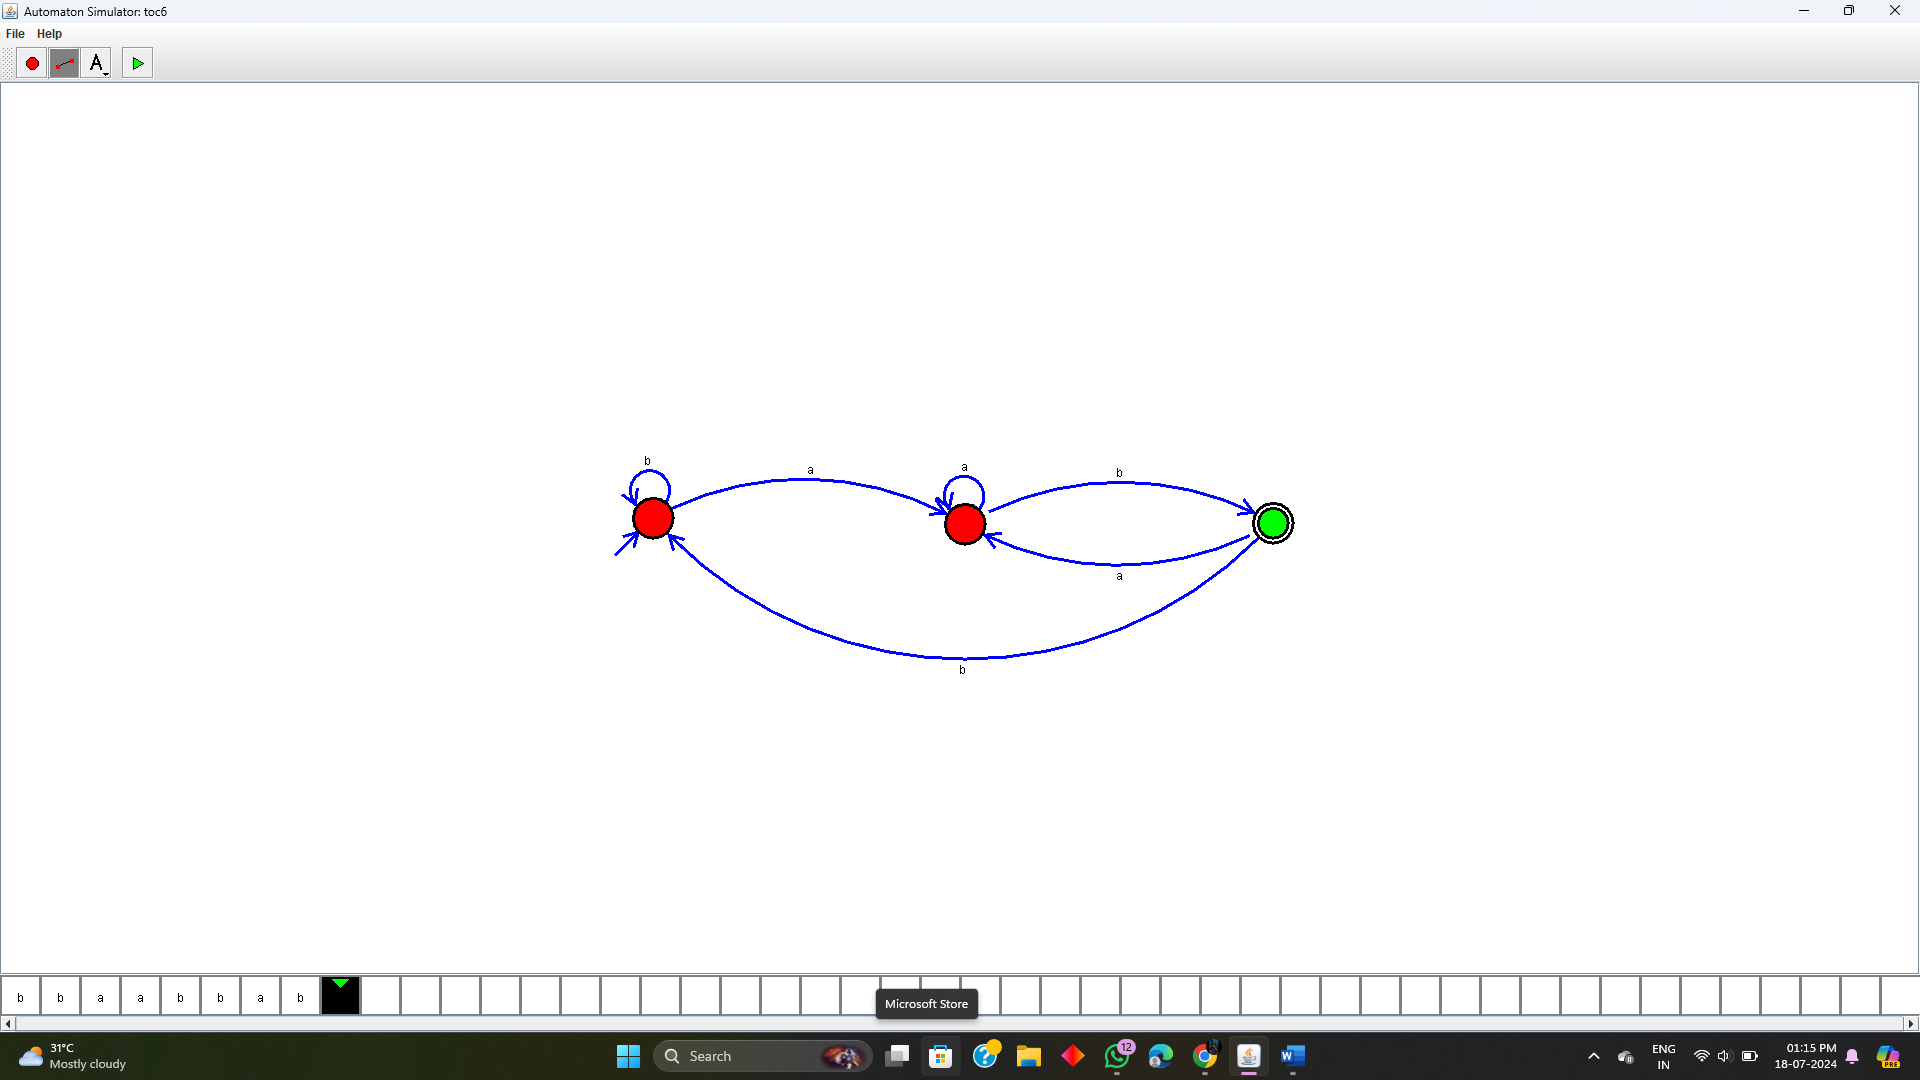 Automaton Simulator: toc6
File Help
A
b
a
a
b
a
b
b b a a b b a b
Microsoft Store
31°C
Mostly cloudy
Search
12
ENG
IN
01:15 PM
18-07-2024
PRE